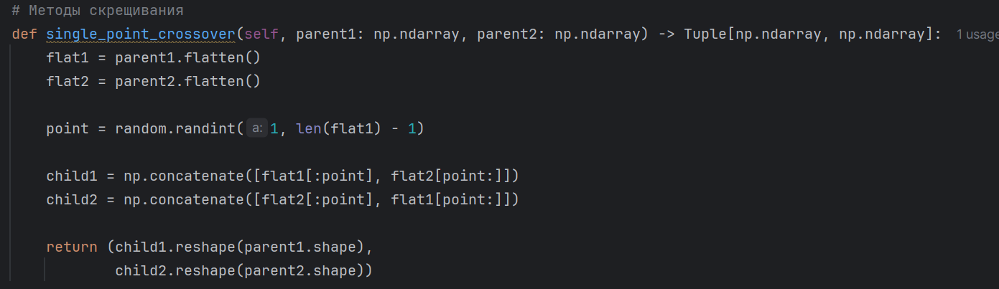 # Методы скрещивания
def single_point_crossover(self, parent1: np.ndarray, parent2: np.ndarray) -> Tuple[np.ndarray, np.ndarray]: 1 usage
    flat1 = parent1.flatten()
    flat2 = parent2.flatten()
    point = random.randint(a: 1, len(flat1) - 1)
    child1 = np.concatenate([flat1[:point], flat2[point:]])
    child2 = np.concatenate([flat2[:point], flat1[point:]])
    return (child1.reshape(parent1.shape),
            child2.reshape(parent2.shape))